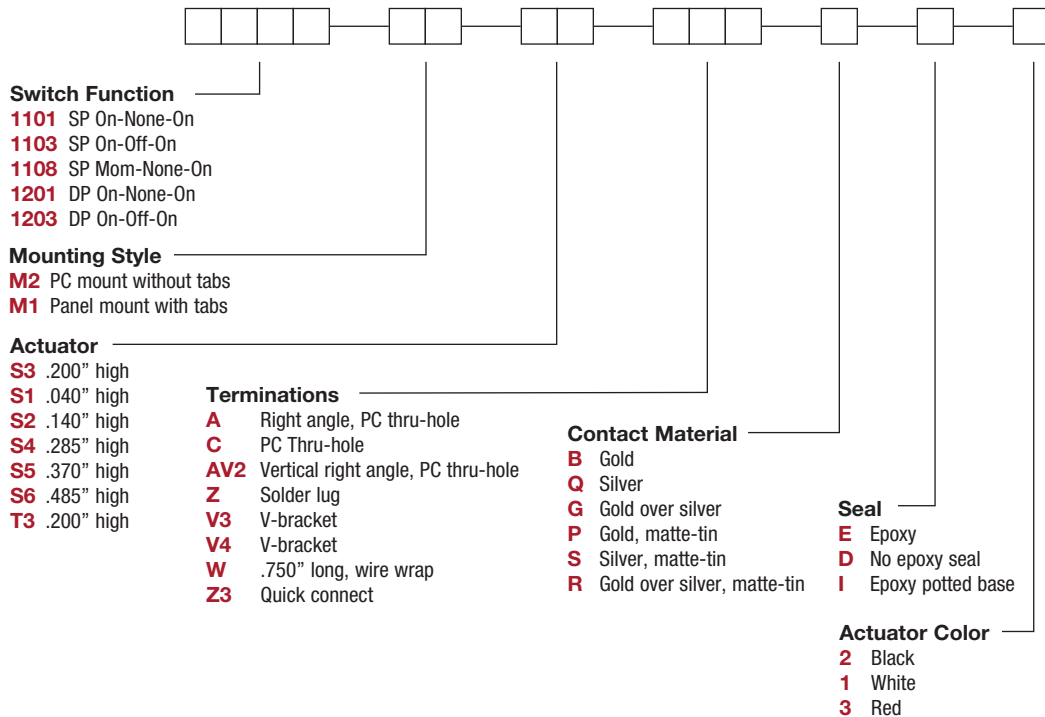 Switch Function
1101 SP On-None-On
1103 SP On-Off-On
1108 SP Mom-None-On
1201 DP On-None-On
1203 DP On-Off-On
Mounting Style
M2 PC mount without tabs
M1 Panel mount with tabs
Actuator
S3 .200” high
S1 .040” high
S2 .140” high
S4 .285” high
S5 .370” high
S6 .485” high
T3 .200” high
Terminations
A Right angle, PC thru-hole
C PC Thru-hole
AV2 Vertical right angle, PC thru-hole
Z Solder lug
V3 V-bracket
V4 V-bracket
W .750” long, wire wrap
Z3 Quick connect
Contact Material
B Gold
Q Silver
G Gold over silver
P Gold, matte-tin
S Silver, matte-tin
R Gold over silver, matte-tin
Seal
E Epoxy
D No epoxy seal
I Epoxy potted base
Actuator Color
2 Black
1 White
3 Red